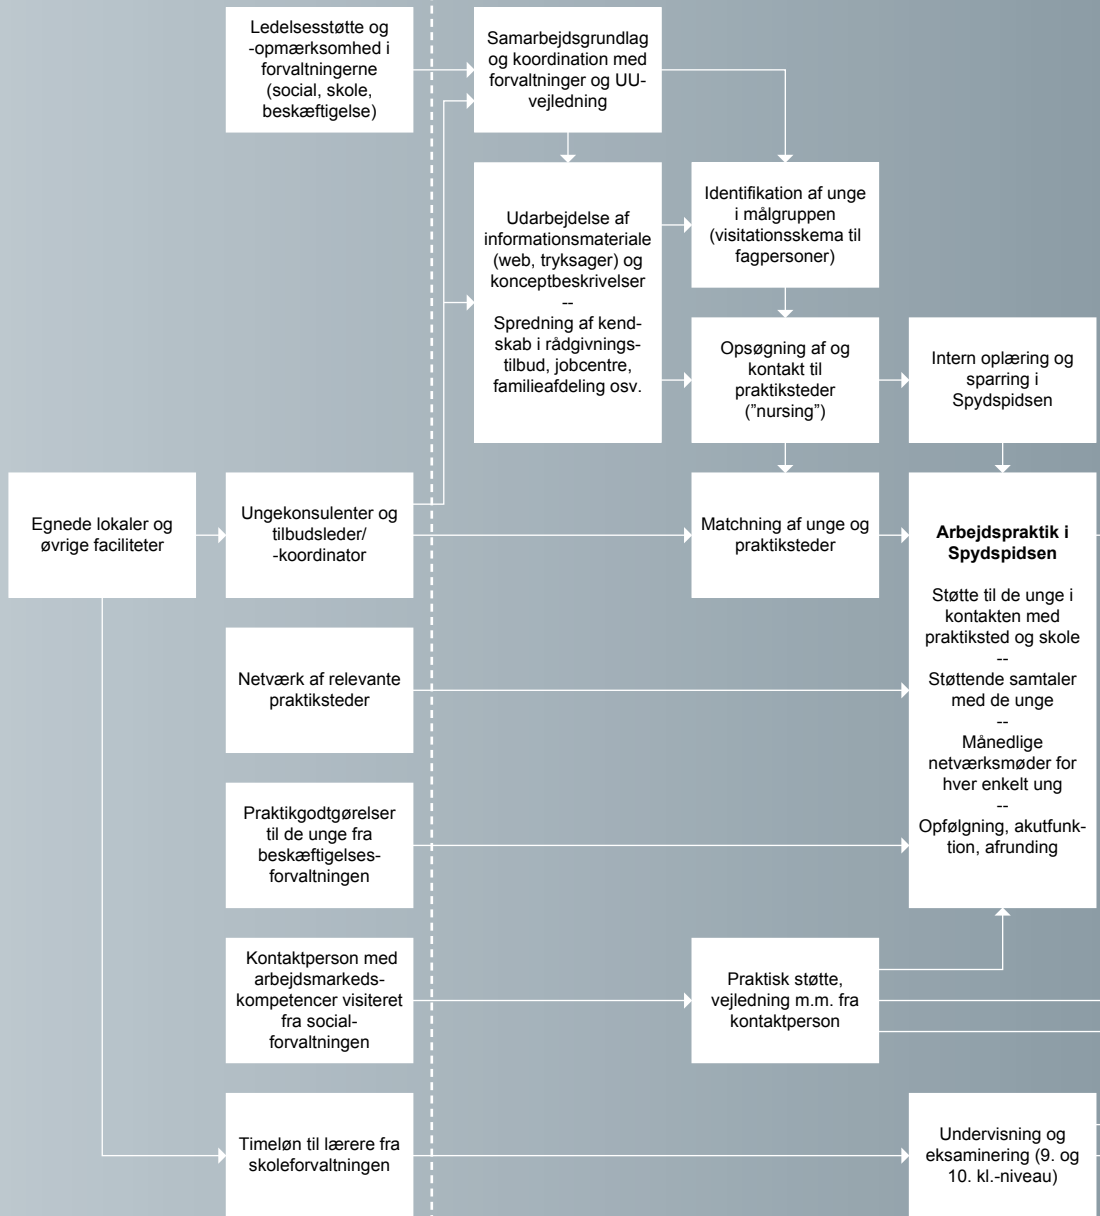 Ledelsesstøtte og
-opmærksomhed i
forvaltningerne
(social, skole,
beskæftigelse)
Samarbejdsgrundlag
og koordination med
forvaltninger og UU-
vejledning
Udarbejdelse af
informationsmateriale
(web, tryksager) og
konceptbeskrivelser
--
Spredning af kend-
skab i rådgivnings-
tilbud, jobcentre,
familieafdeling osv.
Identifikation af unge
i målgruppen
(visitationsskema til
fagpersoner)
Opsøgning af og
kontakt til
praktiksteder
(”nursing”)
Intern oplæring og
sparring i
Spydspidsen
Egnede lokaler og
øvrige faciliteter
Ungekonsulenter og
tilbudsleder/
-koordinator
Matchning af unge og
praktiksteder
Arbejdspraktik i
Spydspidsen
Støtte til de unge i
kontakten med
praktiksted og skole
--
Støttende samtaler
med de unge
--
Månedlige
netværksmøder for
hver enkelt ung
--
Opfølgning, akutfunk-
tion, afrunding
Netværk af relevante
praktiksteder
Praktikgodtgørelser
til de unge fra
beskæftigelses-
forvaltningen
Kontaktperson med
arbejdsmarkeds-
kompetencer visiteret
fra social-
forvaltningen
Praktisk støtte,
vejledning m.m. fra
kontaktperson
Timeløn til lærere fra
skoleforvaltningen
Undervisning og
eksaminering (9. og
10. kl.-niveau)